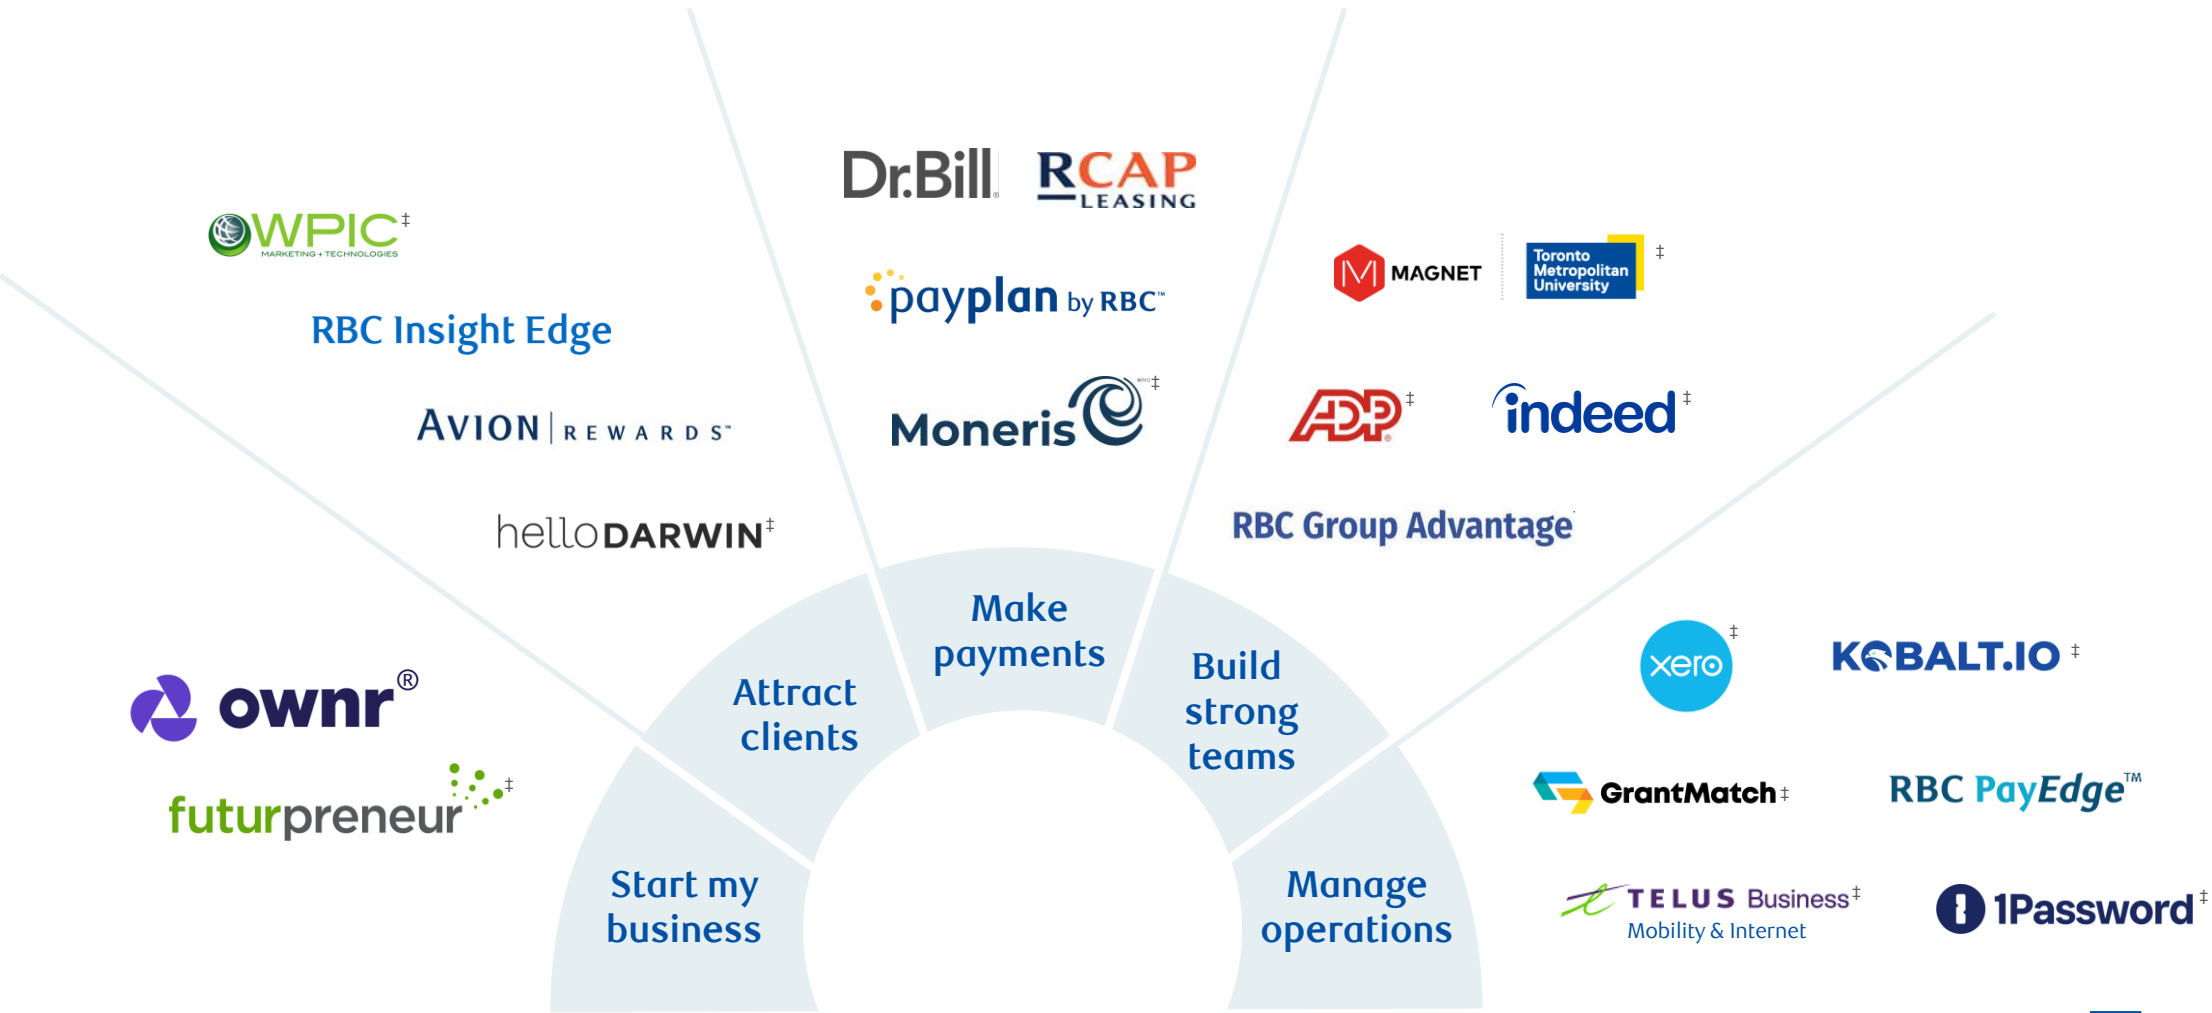 Dr.Bill®
RCAP
LEASING
WPIC‡
MARKETING + TECHNOLOGIES
RBC Insight Edge
AVION | REWARDS™
helloDARWIN‡
payplan by RBC™
Moneris‡
MAGNET
Toronto
Metropolitan
University
‡
ADP®‡
indeed‡
RBC Group Advantage
Make
payments
Attract
clients
Build
strong
teams
Start my
business
Manage
operations
ownr®
futurpreneur‡
xero‡
KOBALT.IO‡
GrantMatch‡
RBC PayEdge™
TELUS Business‡
Mobility & Internet
1Password‡